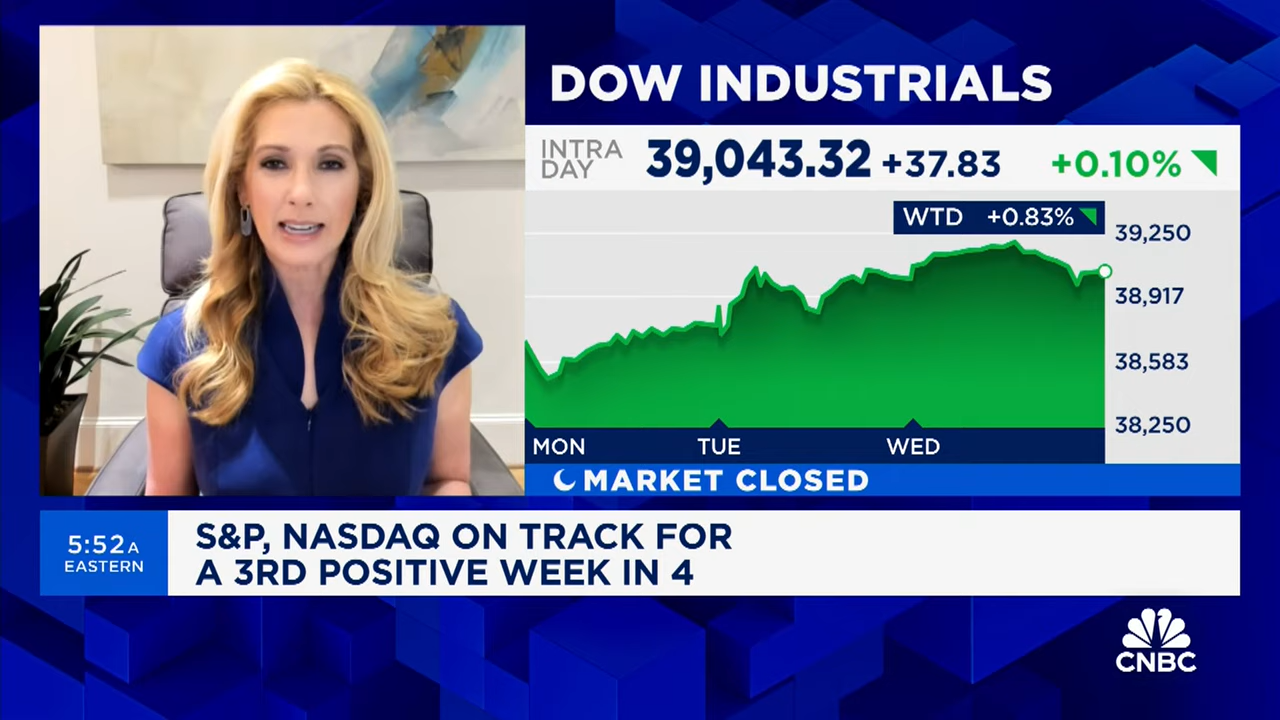 DOW INDUSTRIALS
INTRA
DAY
39,043.32 +37.83 +0.10%
WTD +0.83%
39,250
38,917
38,583
38,250
MON TUE WED
MARKET CLOSED
5:52A
EASTERN
S&P, NASDAQ ON TRACK FOR
A 3RD POSITIVE WEEK IN 4
CNBC